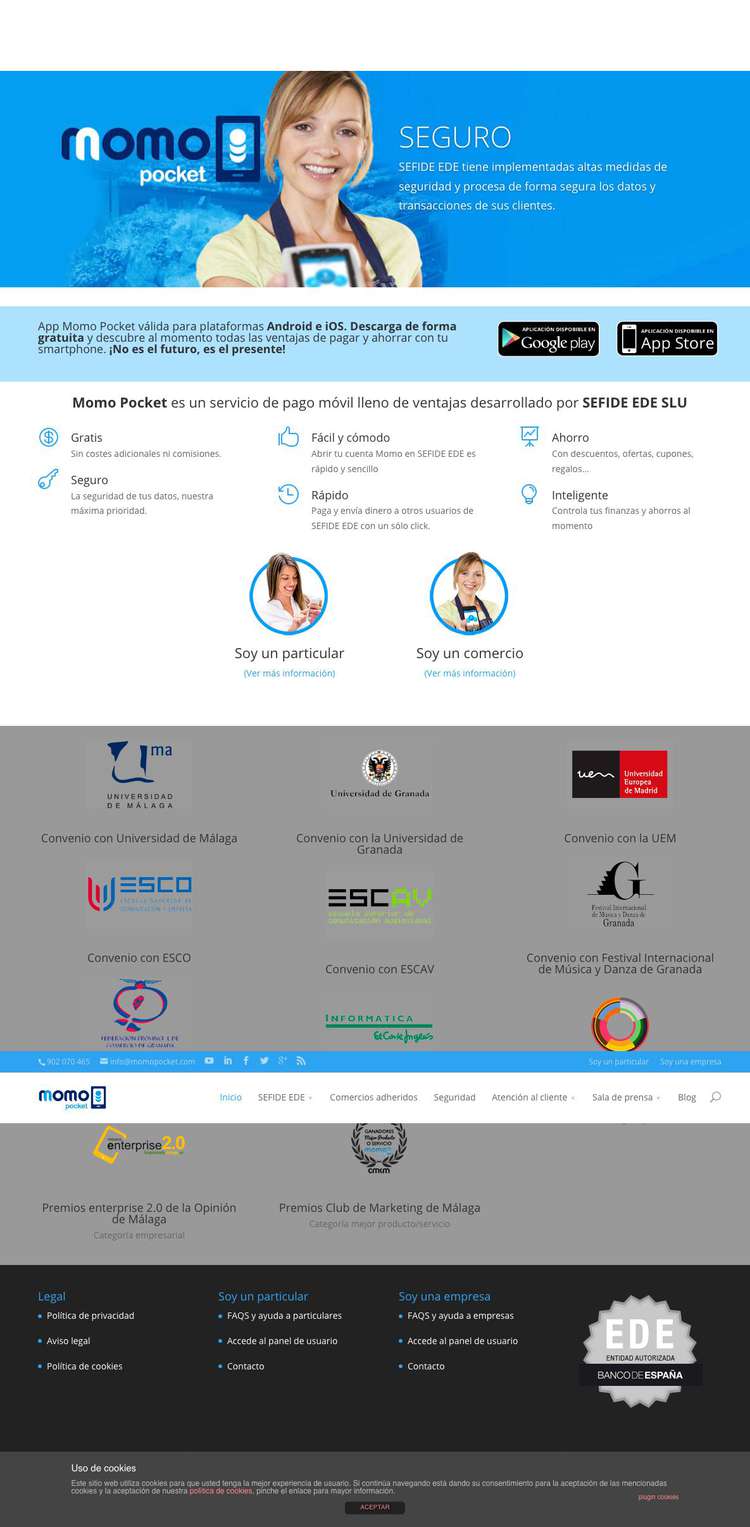 momo
pocket
SEGURO
SEFIDE EDE tiene implementadas altas medidas de
seguridad y procesa de forma segura los datos y
transacciones de sus clientes.
App Momo Pocket válida para plataformas Android e iOS. Descarga de forma
gratuita y descubre al momento todas las ventajas de pagar y ahorrar con tu
smartphone. ¡No es el futuro, es el presente!
APLICACIÓN DISPONIBLE EN
Google play
APLICACIÓN DISPONIBLE EN
App Store
Momo Pocket es un servicio de pago móvil lleno de ventajas desarrollado por SEFIDE EDE SLU
Gratis
Sin costes adicionales ni comisiones.
Seguro
La seguridad de tus datos, nuestra
máxima prioridad.
Fácil y cómodo
Abrir tu cuenta Momo en SEFIDE EDE es
rápido y sencillo
Rápido
Paga y envía dinero a otros usuarios de
SEFIDE EDE con un sólo click.
Ahorro
Con descuentos, ofertas, cupones,
regalos...
Inteligente
Controla tus finanzas y ahorros al
momento
Soy un particular
(Ver más información)
Soy un comercio
(Ver más información)
uma
UNIVERSIDAD
DE MÁLAGA
Convenio con Universidad de Málaga
Universidad de Granada
Convenio con la Universidad de
Granada
uem
Universidad
Europea
de Madrid
Convenio con la UEM
ESCO
ESCUELA SUPERIOR DE
COMUNICACIÓN Y EMPRESA
Convenio con ESCO
ESCAV
escuela superior de
comunicación audiovisual
Convenio con ESCAV
G
Festival Internacional
de Música y Danza de
Granada
Convenio con Festival Internacional
de Música y Danza de Granada
FEDERACIÓN PROVINCIAL DE
COMERCIO DE GRANADA
INFORMATICA
El Corte Inglés
902 070 465
info@momopocket.com
Soy un particular
Soy una empresa
momo
pocket
Inicio
SEFIDE EDE
Comercios adheridos
Seguridad
Atención al cliente
Sala de prensa
Blog
enterprise2.0
Premios enterprise 2.0 de la Opinión
de Málaga
Categoría empresarial
GANADORES
Mejor Producto
O SERVICIO
momo
cmkm
Premios Club de Marketing de Málaga
Categoría mejor producto/servicio
Legal
Política de privacidad
Aviso legal
Política de cookies
Soy un particular
FAQS y ayuda a particulares
Accede al panel de usuario
Contacto
Soy una empresa
FAQS y ayuda a empresas
Accede al panel de usuario
Contacto
EDE
ENTIDAD AUTORIZADA
BANCO DE ESPAÑA
Uso de cookies
Este sitio web utiliza cookies para que usted tenga la mejor experiencia de usuario. Si continúa navegando está dando su consentimiento para la aceptación de las mencionadas
cookies y la aceptación de nuestra política de cookies, pinche el enlace para mayor información.
plugin cookies
ACEPTAR